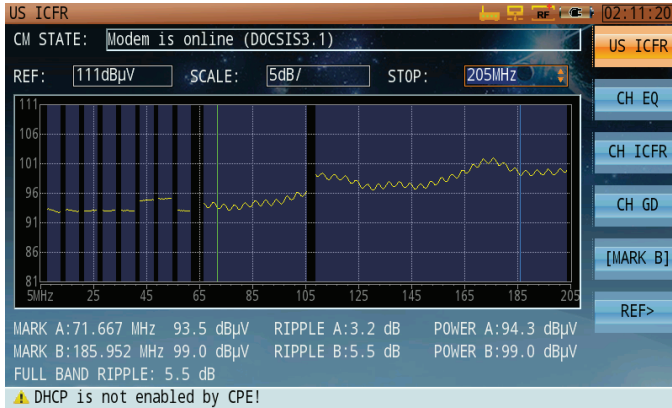 US ICFR RF 02:11:20
CM STATE: Modem is online (DOCSIS3.1)
US ICFR
REF: 111dBµV SCALE: 5dB/ STOP: 205MHz
CH EQ
111
106
CH ICFR
101
96
CH GD
91
86
[MARK B]
81
5MHz 25 45 65 85 105 125 145 165 185 205
REF>
MARK A:71.667 MHz 93.5 dBµV RIPPLE A:3.2 dB POWER A:94.3 dBµV
MARK B:185.952 MHz 99.0 dBµV RIPPLE B:5.5 dB POWER B:99.0 dBµV
FULL BAND RIPPLE: 5.5 dB
DHCP is not enabled by CPE!